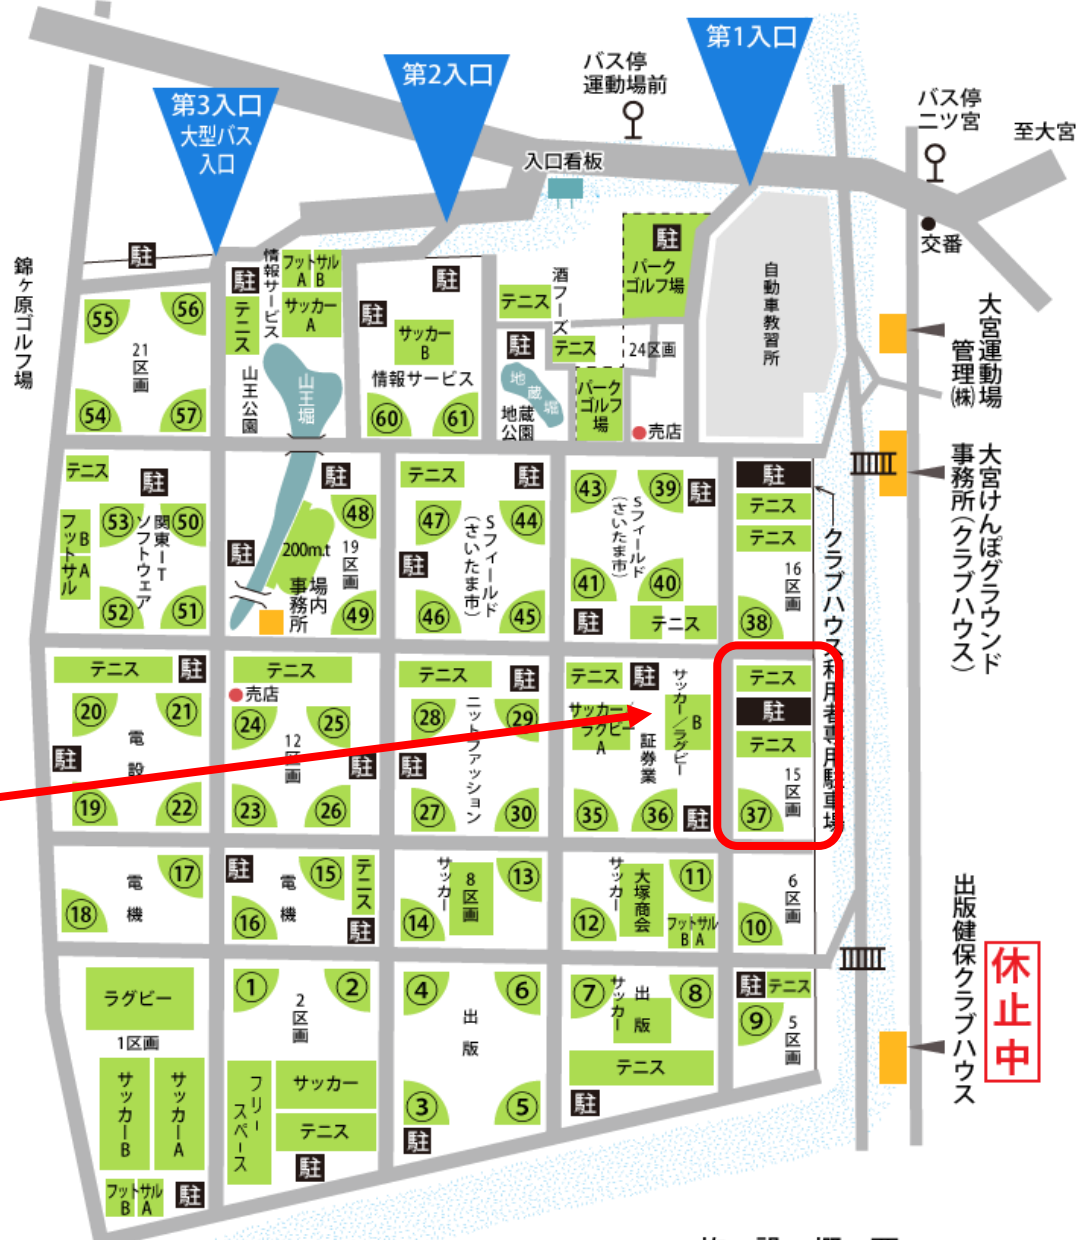 第1入口
第2入口
第3入口
大型バス
入口
バス停
運動場前
バス停
二ツ宮
至大宮
入口看板
交番
錦ヶ原ゴルフ場
駐
55
56
21区画
54
57
駐
情報サービス
フットサル
A B
サッカー
A
テニス
山王公園
山王堀
駐
駐
サッカー
B
情報サービス
60
61
酒フーズ
テニス
駐
テニス
地蔵堀
地蔵
公園
駐
パーク
ゴルフ場
24区画
パーク
ゴルフ
場
売店
自動車教習所
大宮運動場
管理㈱
大宮けんぽグラウンド
事務所(クラブハウス)
テニス
駐
フットサル
B A
53
50
関東IT
ソフトウェア
52
51
駐
48
200m.t
19区画
駐
場内
事務所
49
テニス
駐
47
44
Sフィールド
(さいたま市)
駐
46
45
43
39
駐
Sフィールド
(さいたま市)
41
40
駐
テニス
駐
テニス
テニス
16区画
38
クラブハウス利用者専用駐車場
テニス
駐
20
21
電設
駐
19
22
テニス
売店
24
25
12区画
駐
23
26
テニス
駐
28
29
ニットファッション
駐
27
30
テニス
駐
サッカー/
ラグビー
A
サッカー/ラグビー
B
証券業
35
36
駐
テニス
駐
テニス
15区画
37
17
電機
18
駐
15
テニス
電機
16
駐
サッカー
8区画
13
14
サッカー
大塚商会
11
12
フットサル
B A
6区画
10
ラグビー
1区画
サッカーB
サッカーA
フットサル
B A
駐
1
2
2区画
フリースペース
サッカー
テニス
駐
4
6
出版
3
5
駐
7
サッカー
出版
8
テニス
駐
駐
テニス
9
5区画
出版健保クラブハウス
休止中